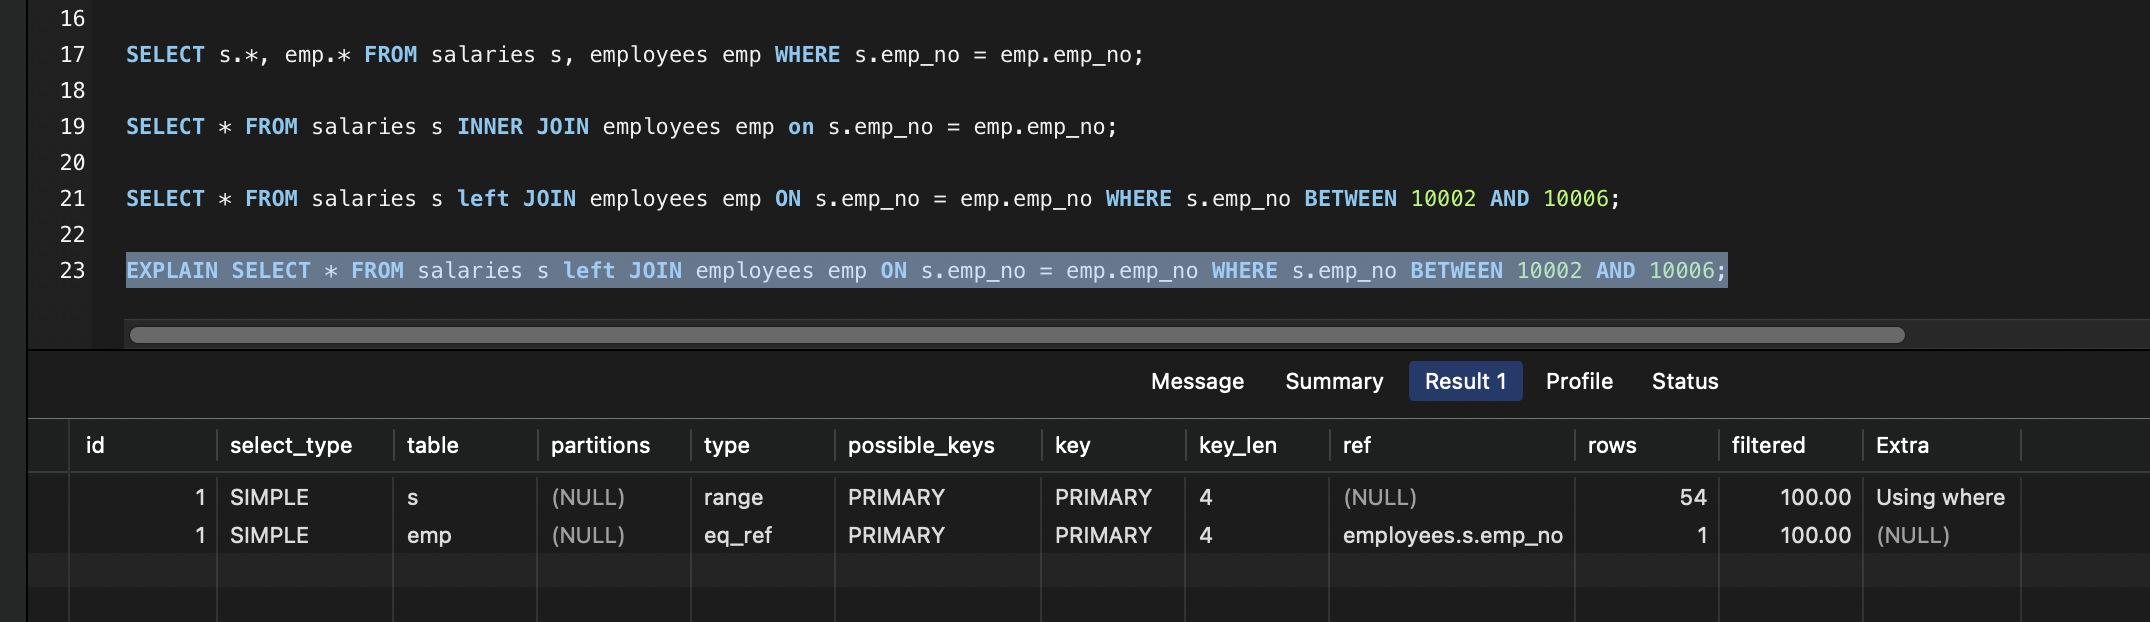 16
17 SELECT s.*, emp.* FROM salaries s, employees emp WHERE s.emp_no = emp.emp_no;
18
19 SELECT * FROM salaries s INNER JOIN employees emp on s.emp_no = emp.emp_no;
20
21 SELECT * FROM salaries s left JOIN employees emp ON s.emp_no = emp.emp_no WHERE s.emp_no BETWEEN 10002 AND 10006;
22
23 EXPLAIN SELECT * FROM salaries s left JOIN employees emp ON s.emp_no = emp.emp_no WHERE s.emp_no BETWEEN 10002 AND 10006;
Message Summary Result 1 Profile Status
id select_type table partitions type possible_keys key key_len ref rows filtered Extra
1 SIMPLE s (NULL) range PRIMARY PRIMARY 4 (NULL) 54 100.00 Using where
1 SIMPLE emp (NULL) eq_ref PRIMARY PRIMARY 4 employees.s.emp_no 1 100.00 (NULL)